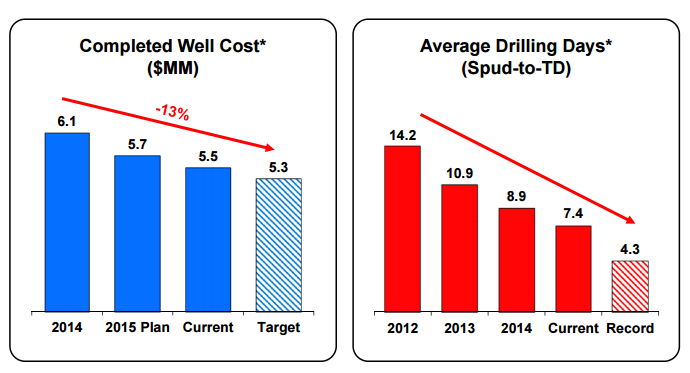 Completed Well Cost*
($MM)
-13%
6.1
5.7
5.5
5.3
2014 2015 Plan Current Target
Average Drilling Days*
(Spud-to-TD)
14.2
10.9
8.9
7.4
4.3
2012 2013 2014 Current Record